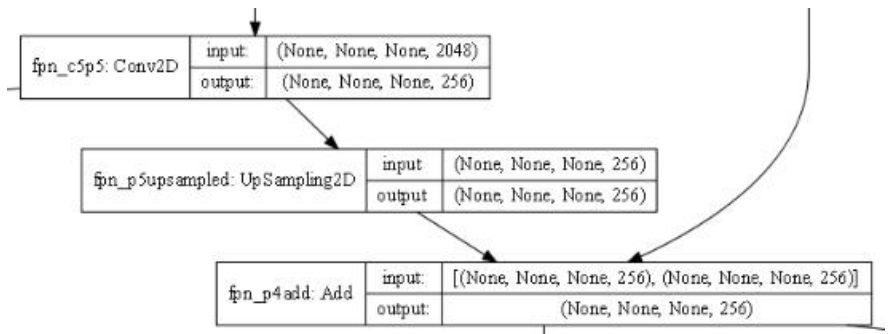 fpn_c5p5: Conv2D
input: (None, None, None, 2048)
output: (None, None, None, 256)
fpn_p5upsampled: UpSampling2D
input (None, None, None, 256)
output (None, None, None, 256)
fpn_p4add: Add
input: [(None, None, None, 256), (None, None, None, 256)]
output: (None, None, None, 256)